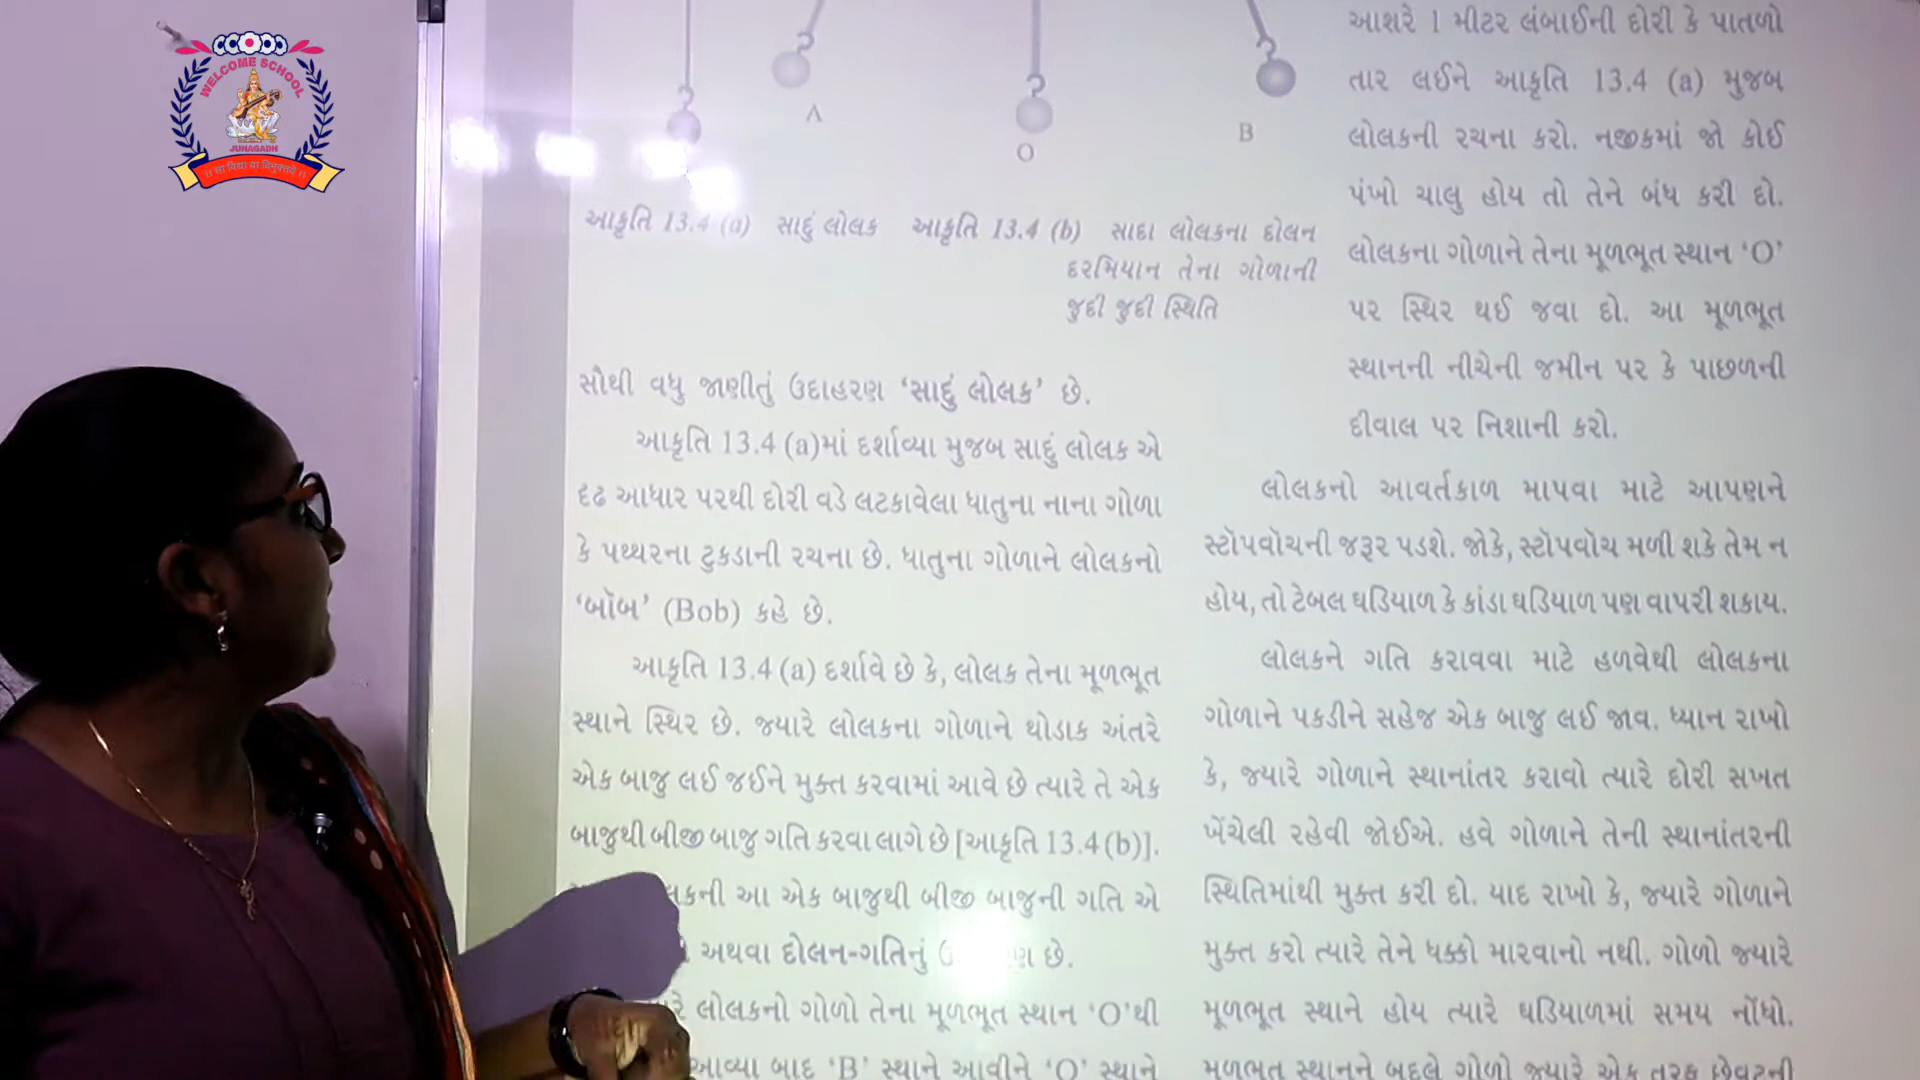 WELCOME SCHOOL
JUNAGADH
॥ सा विद्या या विमुक्तये ॥
A
O
B
આકૃતિ 13.4 (a) સાદું લોલક
આકૃતિ 13.4 (b) સાદા લોલકના દોલન
દરમિયાન તેના ગોળાની
જુદી જુદી સ્થિતિ
સૌથી વધુ જાણીતું ઉદાહરણ ‘સાદું લોલક’ છે.
આકૃતિ 13.4 (a)માં દર્શાવ્યા મુજબ સાદું લોલક એ
દૃઢ આધાર પરથી દોરી વડે લટકાવેલા ધાતુના નાના ગોળા
કે પથ્થરના ટુકડાની રચના છે. ધાતુના ગોળાને લોલકનો
‘બૉબ’ (Bob) કહે છે.
આકૃતિ 13.4 (a) દર્શાવે છે કે, લોલક તેના મૂળભૂત
સ્થાને સ્થિર છે. જ્યારે લોલકના ગોળાને થોડાક અંતરે
એક બાજુ લઈ જઈને મુક્ત કરવામાં આવે છે ત્યારે તે એક
બાજુથી બીજી બાજુ ગતિ કરવા લાગે છે [આકૃતિ 13.4 (b)].
આ એક બાજુથી બીજી બાજુની ગતિ એ
અથવા દોલન-ગતિનું છે.
લોલકનો ગોળો તેના મૂળભૂત સ્થાન ‘O’થી
આવ્યા બાદ ‘B’ સ્થાને આવીને ‘O’ સ્થાને
આશરે 1 મીટર લંબાઈની દોરી કે પાતળો
તાર લઈને આકૃતિ 13.4 (a) મુજબ
લોલકની રચના કરો. નજીકમાં જો કોઈ
પંખો ચાલુ હોય તો તેને બંધ કરી દો.
લોલકના ગોળાને તેના મૂળભૂત સ્થાન ‘O’
પર સ્થિર થઈ જવા દો. આ મૂળભૂત
સ્થાનની નીચેની જમીન પર કે પાછળની
દીવાલ પર નિશાની કરો.
લોલકનો આવર્તકાળ માપવા માટે આપણને
સ્ટૉપવૉચની જરૂર પડશે. જોકે, સ્ટૉપવૉચ મળી શકે તેમ ન
હોય, તો ટેબલ ઘડિયાળ કે કાંડા ઘડિયાળ પણ વાપરી શકાય.
લોલકને ગતિ કરાવવા માટે હળવેથી લોલકના
ગોળાને પકડીને સહેજ એક બાજુ લઈ જાવ. ધ્યાન રાખો
કે, જ્યારે ગોળાને સ્થાનાંતર કરાવો ત્યારે દોરી સખત
ખેંચેલી રહેવી જોઈએ. હવે ગોળાને તેની સ્થાનાંતરની
સ્થિતિમાંથી મુક્ત કરી દો. યાદ રાખો કે, જ્યારે ગોળાને
મુક્ત કરો ત્યારે તેને ધક્કો મારવાનો નથી. ગોળો જ્યારે
મૂળભૂત સ્થાને હોય ત્યારે ઘડિયાળમાં સમય નોંધો.
મૂળભૂત સ્થાનને બદલે ગોળો જ્યારે એક તરફ છેવટની